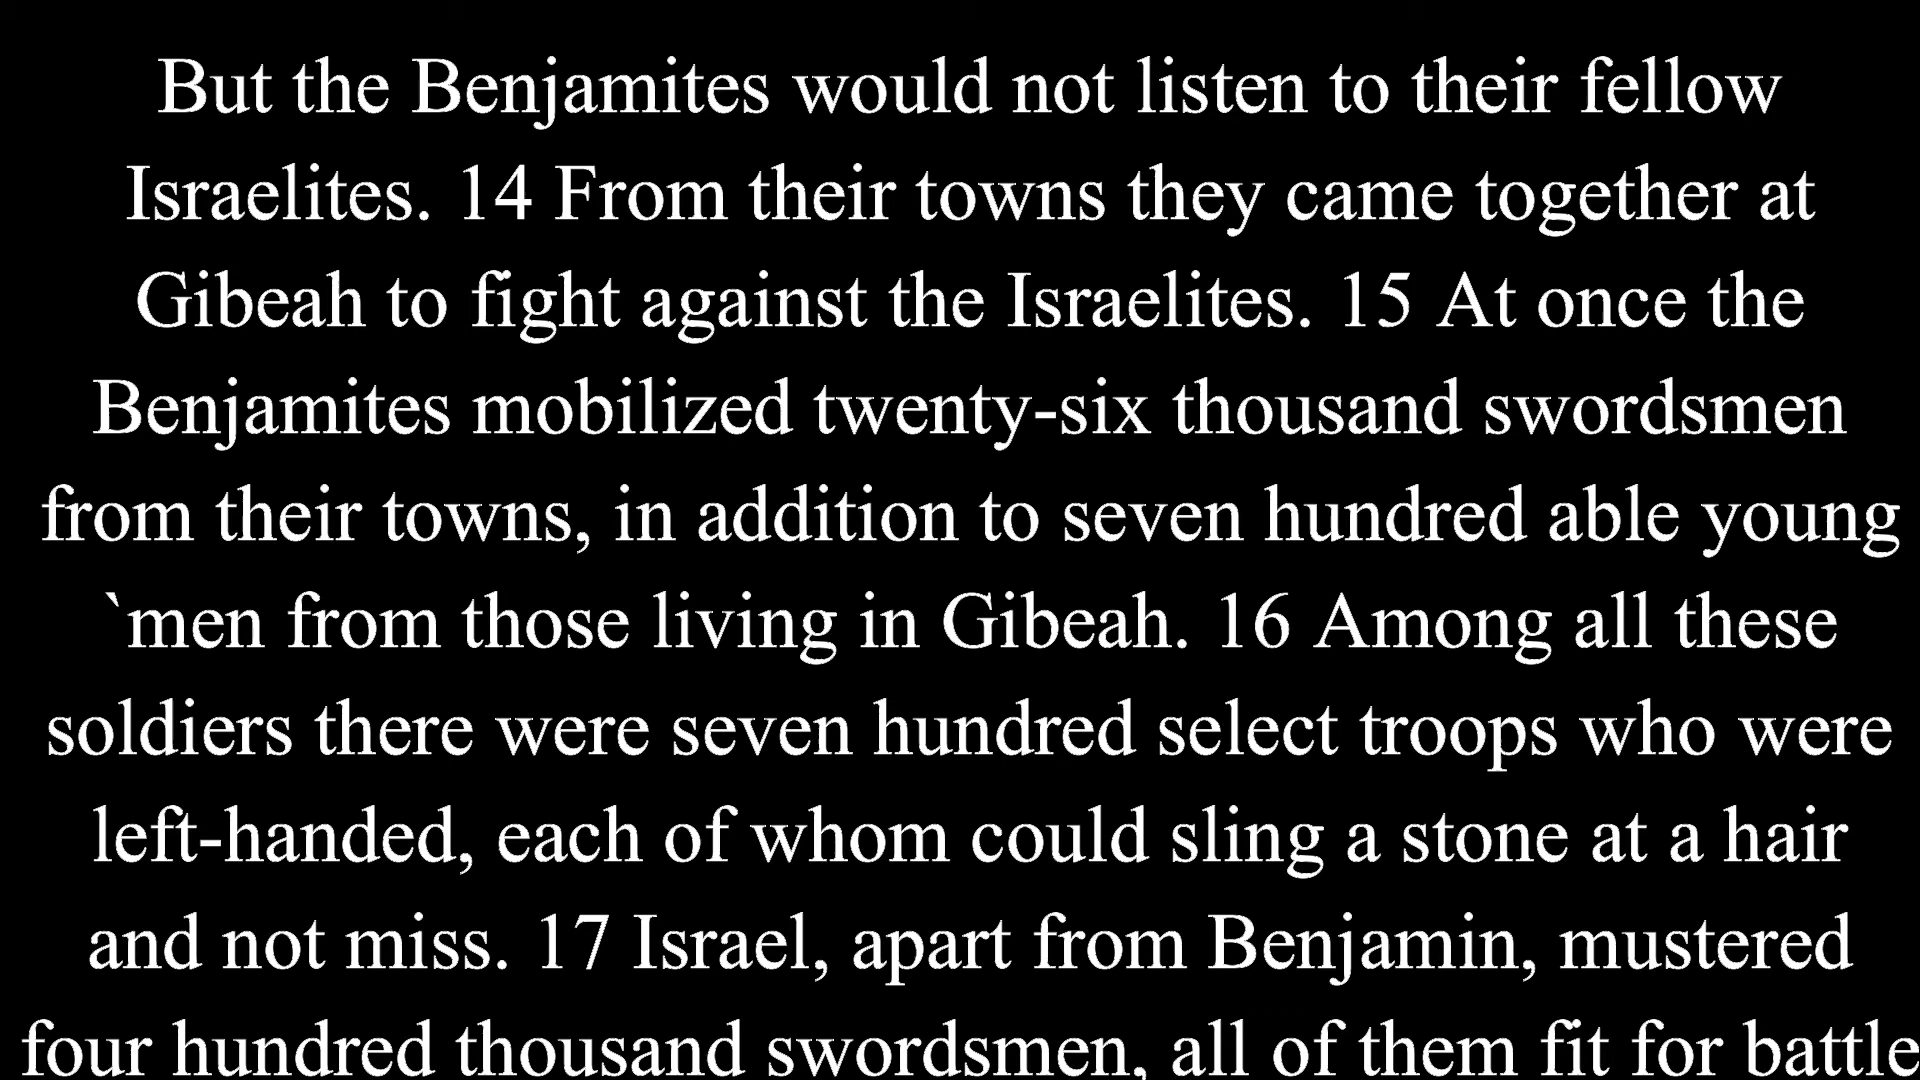 But the Benjamites would not listen to their fellow
Israelites. 14 From their towns they came together at
Gibeah to fight against the Israelites. 15 At once the
Benjamites mobilized twenty-six thousand swordsmen
from their towns, in addition to seven hundred able young
`men from those living in Gibeah. 16 Among all these
soldiers there were seven hundred select troops who were
left-handed, each of whom could sling a stone at a hair
and not miss. 17 Israel, apart from Benjamin, mustered
four hundred thousand swordsmen, all of them fit for battle